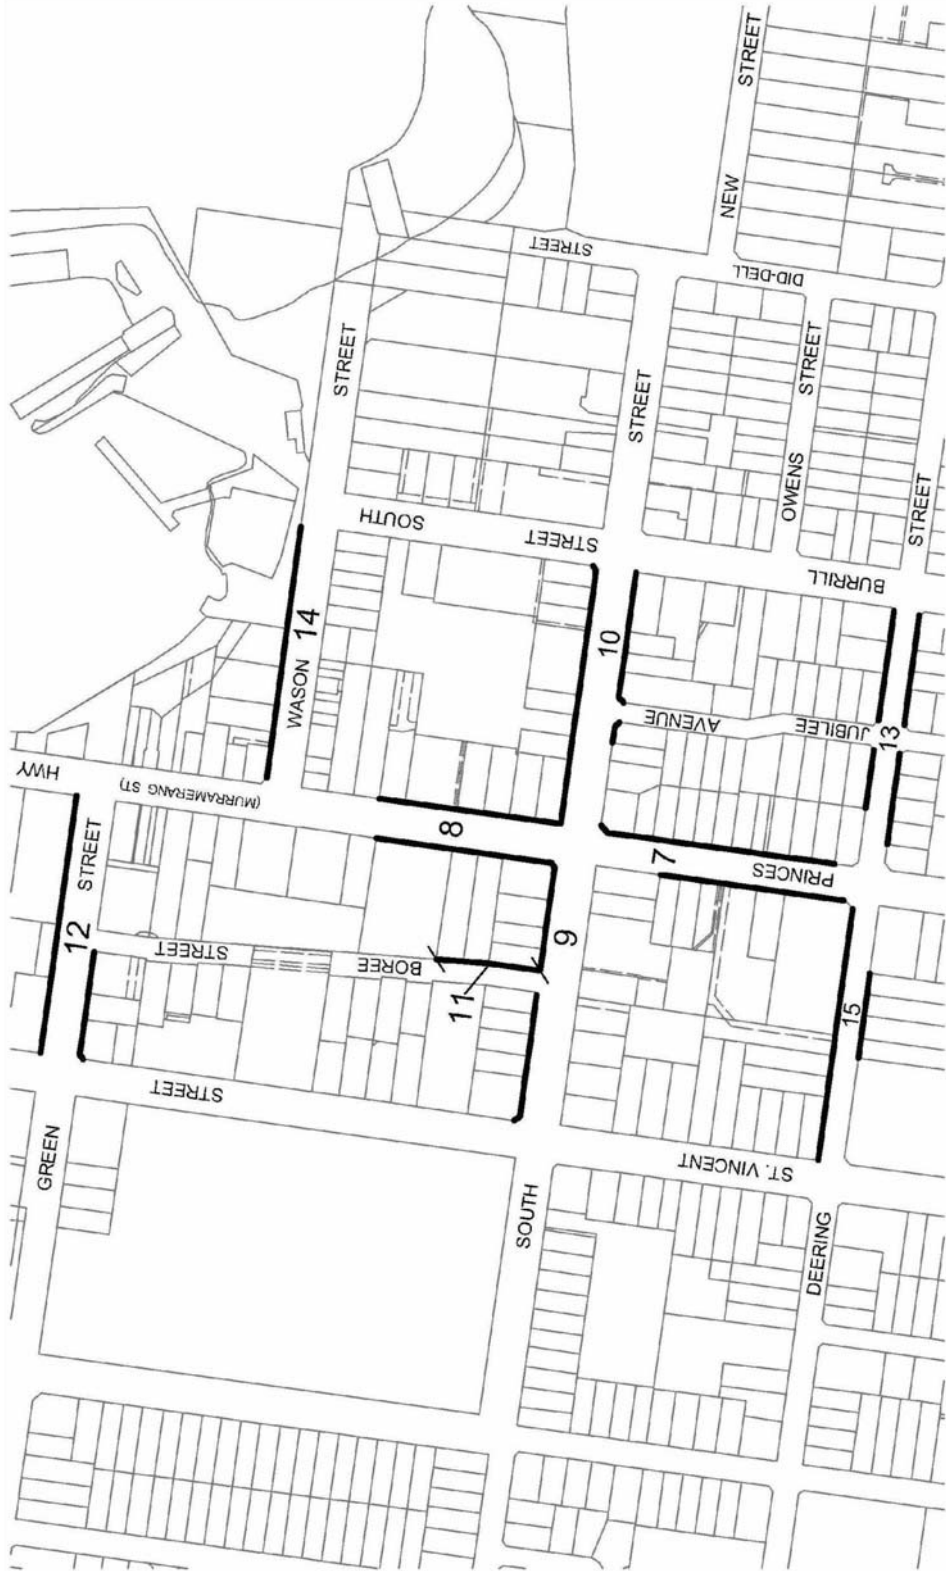 STREET
NEW
STREET
DID-DELL
STREET
STREET
STREET
OWENS
STREET
SOUTH
STREET
BURRILL
WASON
14
10
AVENUE
JUBILEE
13
HWY
(MURRAMERANG ST)
8
7
PRINCES
STREET
12
STREET
BOREE
11
9
15
STREET
GREEN
SOUTH
ST. VINCENT
DEERING